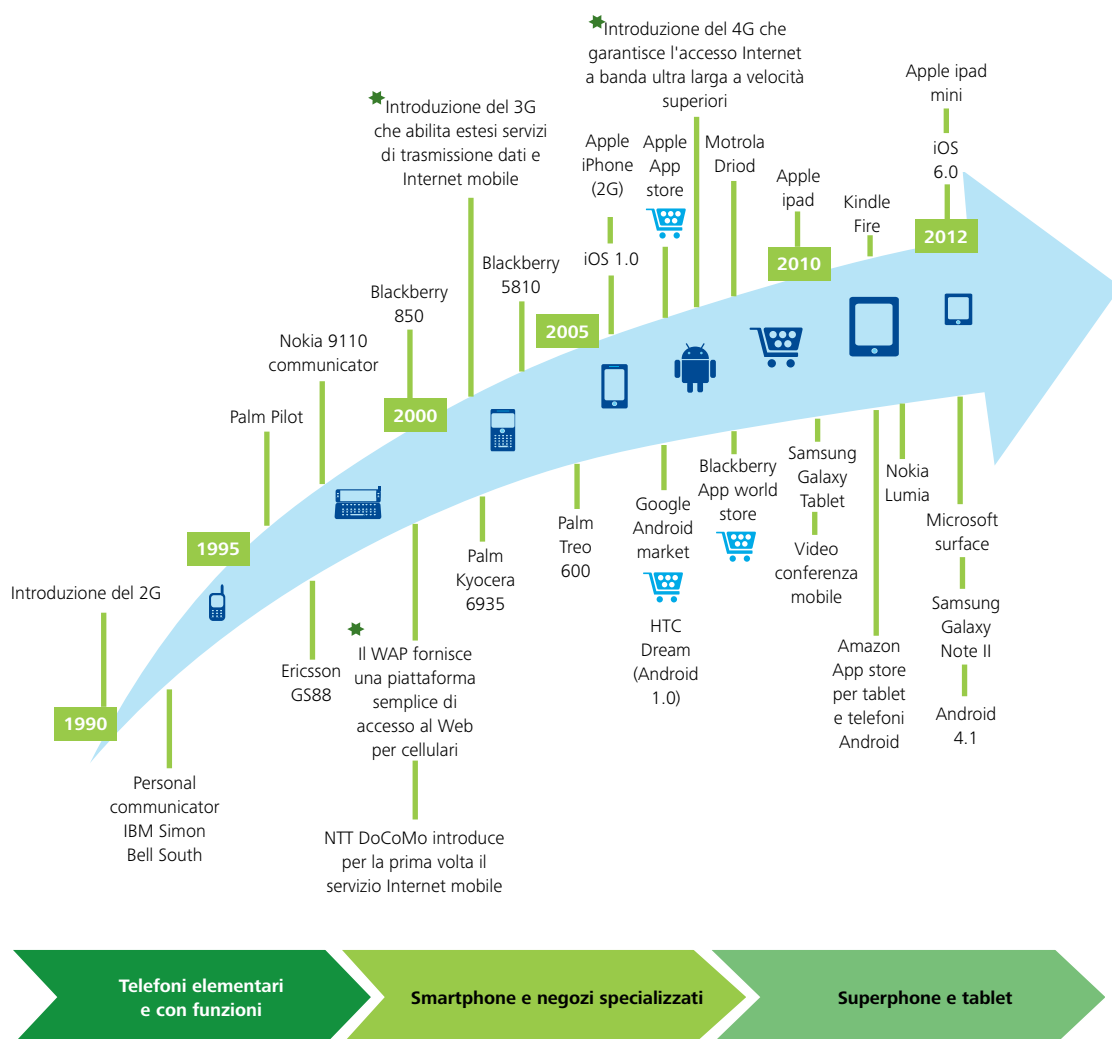 Introduzione del 4G che
garantisce l'accesso Internet
a banda ultra larga a velocità
superiori
Apple ipad
mini
iOS
6.0
2012
Introduzione del 3G
che abilita estesi servizi
di trasmissione dati e
Internet mobile
Apple
iPhone
(2G)
iOS 1.0
Apple
App
store
Motrola
Driod
Apple
ipad
2010
Kindle
Fire
Blackberry
5810
2005
Blackberry
850
2000
Nokia 9110
communicator
Palm Pilot
1995
Introduzione del 2G
1990
Personal
communicator
IBM Simon
Bell South
Ericsson
GS88
Il WAP fornisce
una piattaforma
semplice di
accesso al Web
per cellulari
NTT DoCoMo introduce
per la prima volta il
servizio Internet mobile
Palm
Kyocera
6935
Palm
Treo
600
Google
Android
market
HTC
Dream
(Android
1.0)
Blackberry
App world
store
Samsung
Galaxy
Tablet
Video
conferenza
mobile
Amazon
App store
per tablet
e telefoni
Android
Nokia
Lumia
Microsoft
surface
Samsung
Galaxy
Note II
Android
4.1
Telefoni elementari
e con funzioni
Smartphone e negozi specializzati
Superphone e tablet